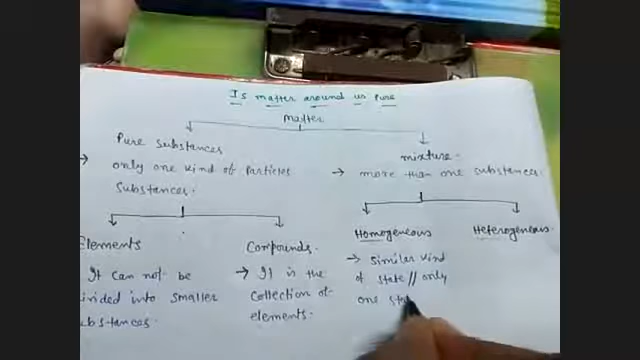 Is matter around us Pure
matter
Pure substances
only one kind of Particles
Substances.
mixture.
more than one substances.
Elements
It can not be
divided into smaller
substances.
Compounds.
It is the
Collection of
elements.
Homogeneous
Similar kind
of state // only
one
Heterogeneous.